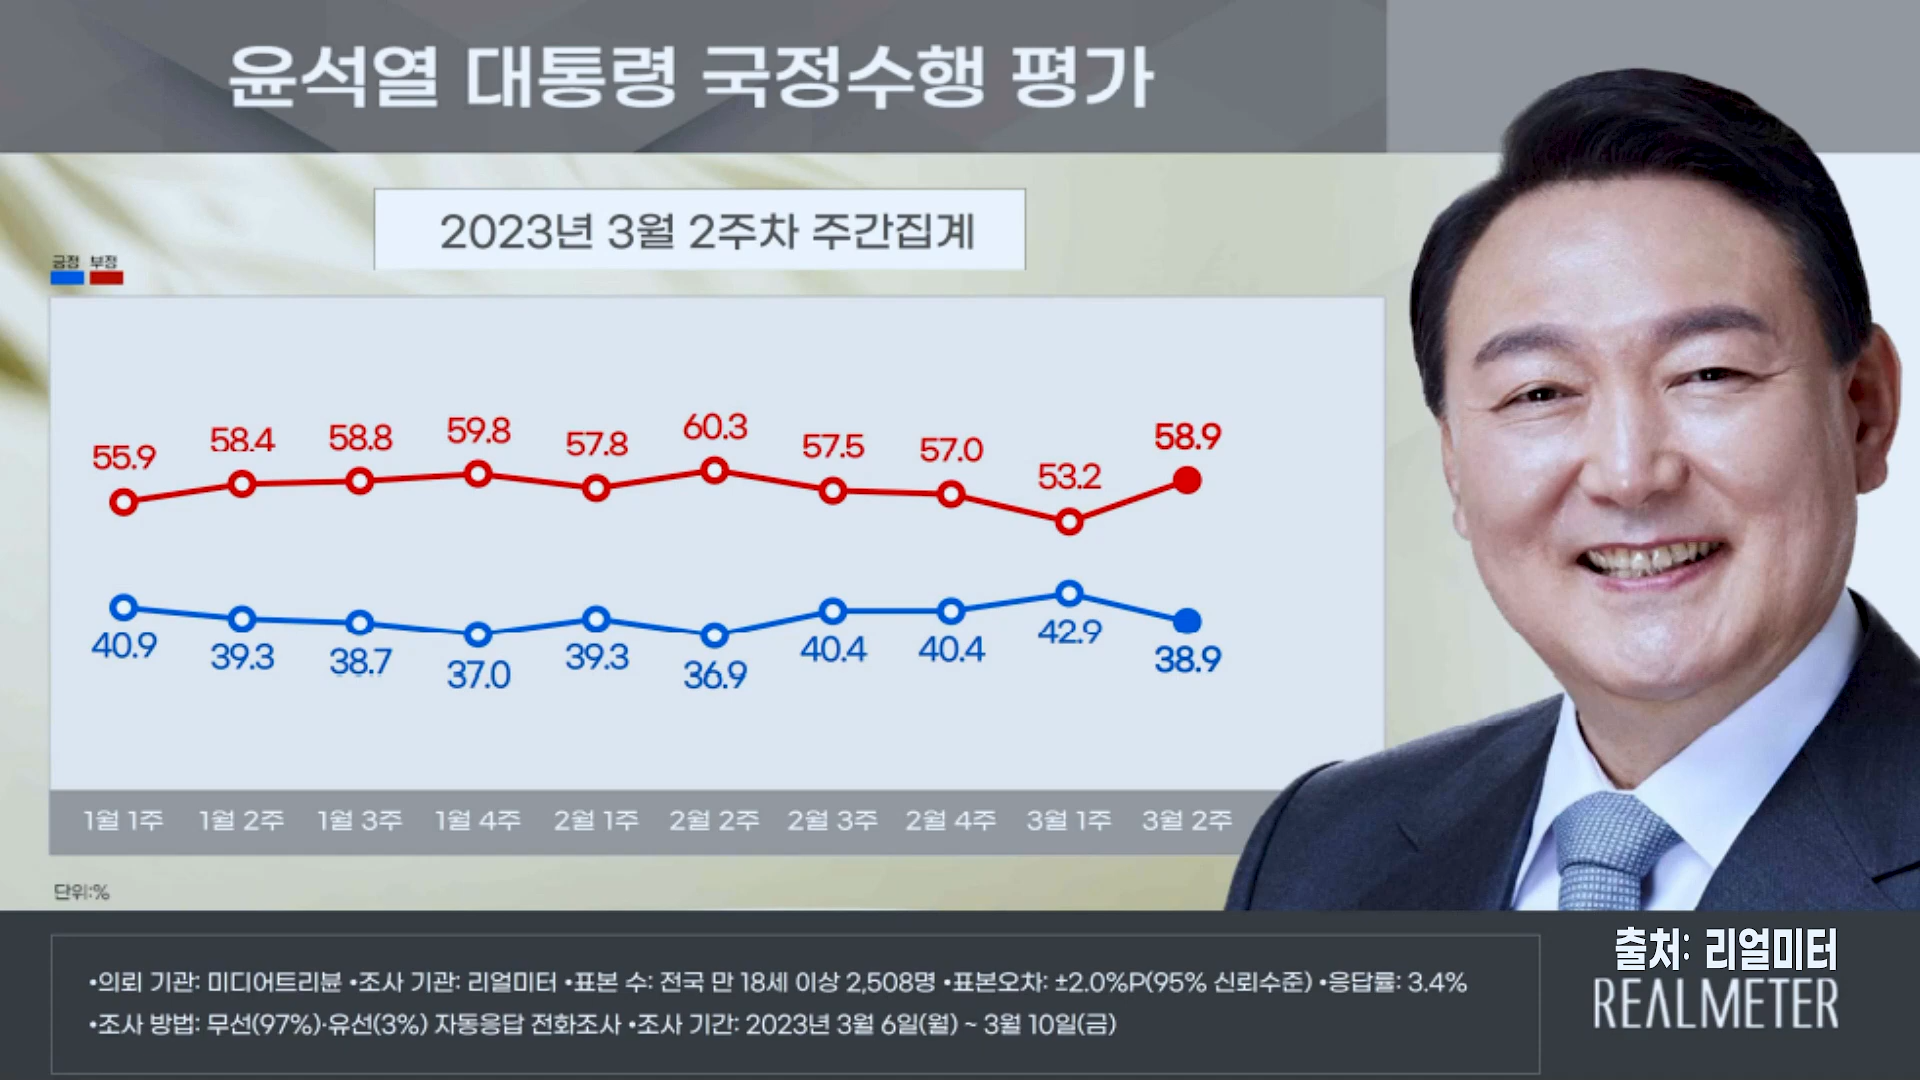 윤석열 대통령 국정수행 평가
2023년 3월 2주차 주간집계
긍정 부정
55.9 58.4 58.8 59.8 57.8 60.3 57.5 57.0 53.2 58.9
40.9 39.3 38.7 37.0 39.3 36.9 40.4 40.4 42.9 38.9
1월 1주 1월 2주 1월 3주 1월 4주 2월 1주 2월 2주 2월 3주 2월 4주 3월 1주 3월 2주
단위:%
•의뢰 기관: 미디어트리뷴 •조사 기관: 리얼미터 •표본 수: 전국 만 18세 이상 2,508명 •표본오차: ±2.0%P(95% 신뢰수준) •응답률: 3.4%
•조사 방법: 무선(97%)·유선(3%) 자동응답 전화조사 •조사 기간: 2023년 3월 6일(월) ~ 3월 10일(금)
출처: 리얼미터
REALMETER